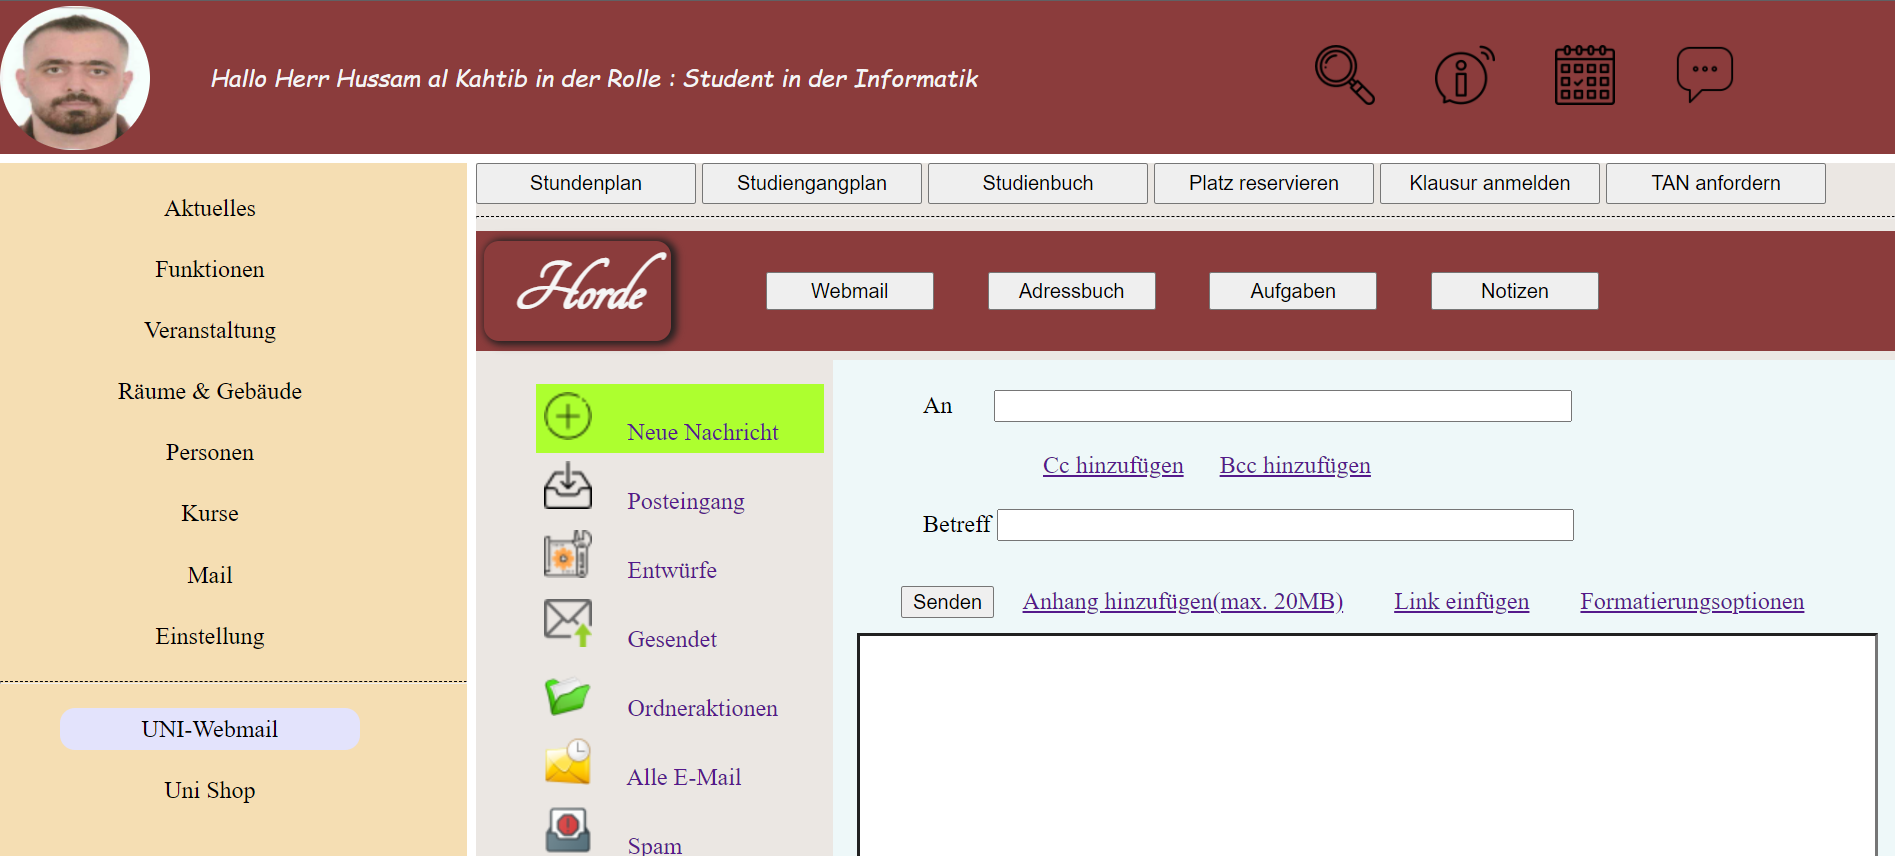 Hallo Herr Hussam al Kahtib in der Rolle : Student in der Informatik
Aktuelles
Funktionen
Veranstaltung
Räume & Gebäude
Personen
Kurse
Mail
Einstellung
UNI-Webmail
Uni Shop
Stundenplan Studiengangplan Studienbuch Platz reservieren Klausur anmelden TAN anfordern
Horde Webmail Adressbuch Aufgaben Notizen
Neue Nachricht
Posteingang
Entwürfe
Gesendet
Ordneraktionen
Alle E-Mail
Spam
An
Cc hinzufügen Bcc hinzufügen
Betreff
Senden Anhang hinzufügen(max. 20MB) Link einfügen Formatierungsoptionen